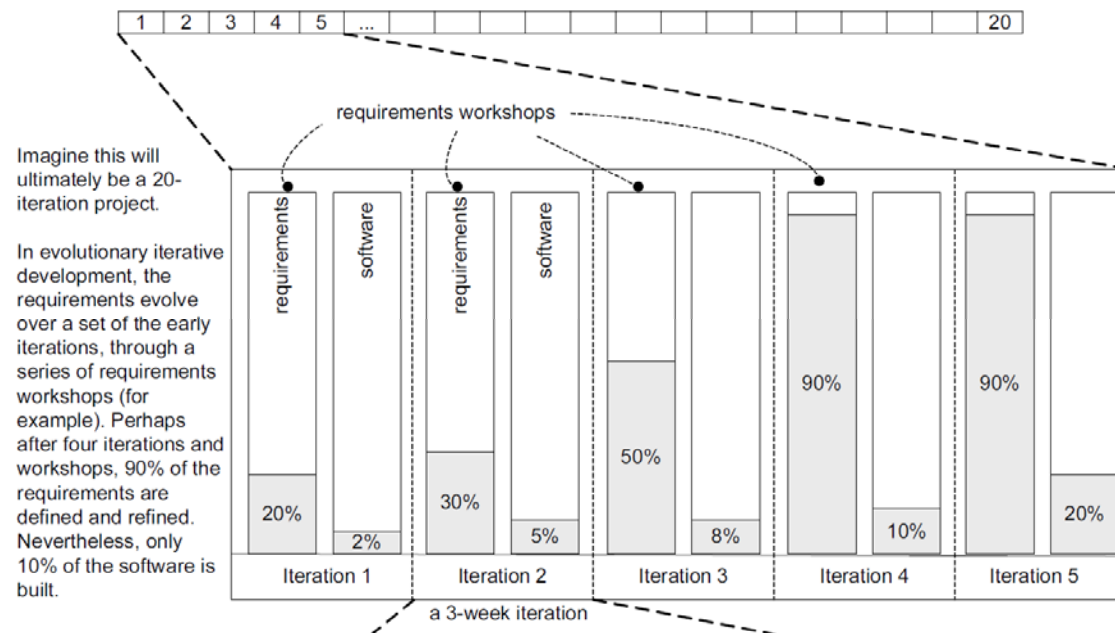 1 2 3 4 5 ... 20
requirements workshops
Imagine this will
ultimately be a 20-
iteration project.
In evolutionary iterative
development, the
requirements evolve
over a set of the early
iterations, through a
series of requirements
workshops (for
example). Perhaps
after four iterations and
workshops, 90% of the
requirements are
defined and refined.
Nevertheless, only
10% of the software is
built.
requirements
software
requirements
software
20%
2%
30%
5%
50%
8%
90%
10%
90%
20%
Iteration 1
Iteration 2
Iteration 3
Iteration 4
Iteration 5
a 3-week iteration